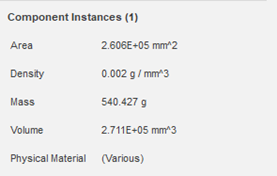 Component Instances (1)
Area 2.606E+05 mm^2
Density 0.002 g / mm^3
Mass 540.427 g
Volume 2.711E+05 mm^3
Physical Material (Various)